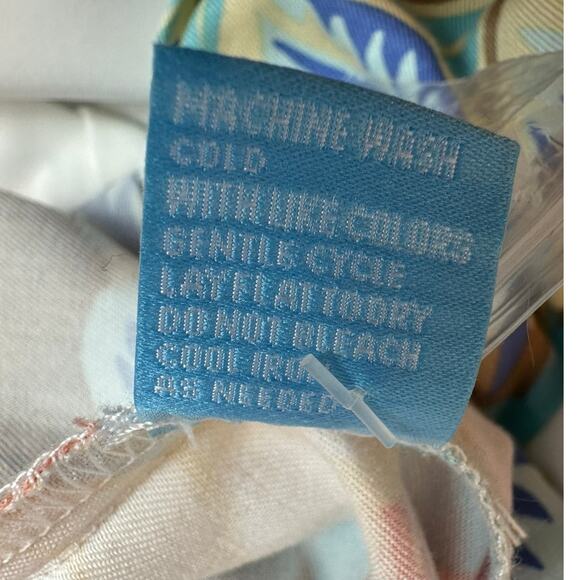 MACHINE WASH
COLD
WITH LIKE COLORS
GENTLE CYCLE
LAY FLAT TO DRY
DO NOT BLEACH
COOL IRON
AS NEEDED